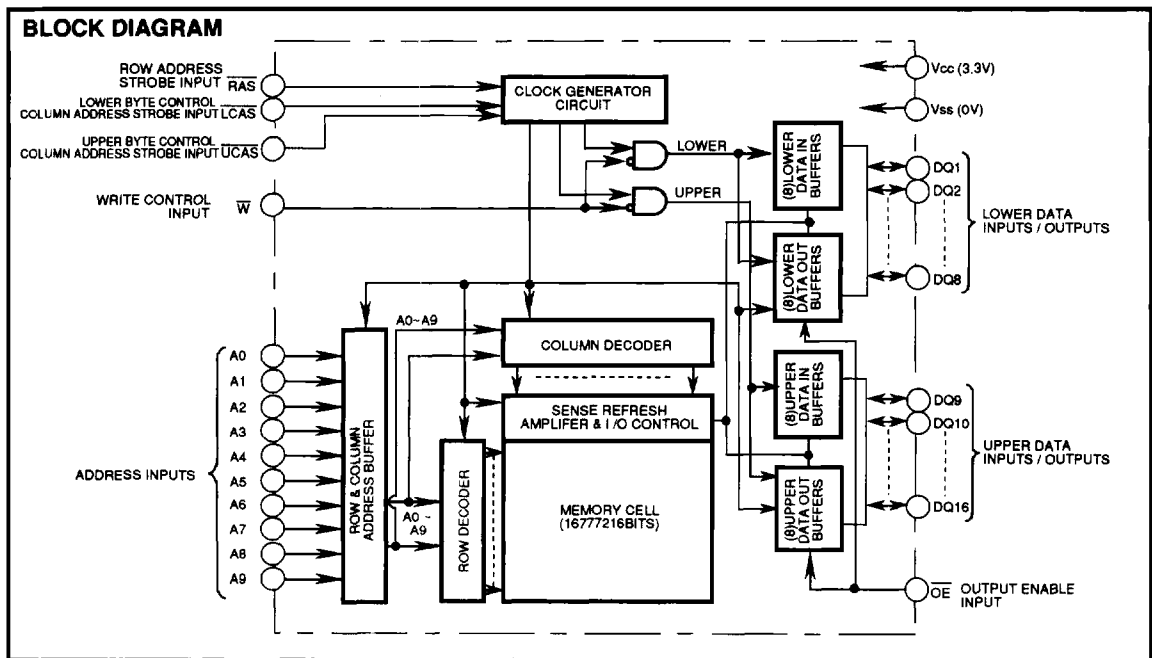 BLOCK DIAGRAM
ROW ADDRESS
STROBE INPUT RAS
LOWER BYTE CONTROL
COLUMN ADDRESS STROBE INPUT LCAS
UPPER BYTE CONTROL
COLUMN ADDRESS STROBE INPUT UCAS
WRITE CONTROL
INPUT W
CLOCK GENERATOR
CIRCUIT
LOWER
UPPER
Vcc (3.3V)
Vss (0V)
(8)LOWER
DATA IN
BUFFERS
(8)LOWER
DATA OUT
BUFFERS
DQ1
DQ2
DQ8
LOWER DATA
INPUTS / OUTPUTS
A0~A9
COLUMN DECODER
SENSE REFRESH
AMPLIFER & I /O CONTROL
MEMORY CELL
(16777216BITS)
ROW DECODER
A0 ~
A9
ROW & COLUMN
ADDRESS BUFFER
ADDRESS INPUTS
A0
A1
A2
A3
A4
A5
A6
A7
A8
A9
(8)UPPER
DATA IN
BUFFERS
(8)UPPER
DATA OUT
BUFFERS
DQ9
DQ10
DQ16
UPPER DATA
INPUTS / OUTPUTS
OE OUTPUT ENABLE
INPUT